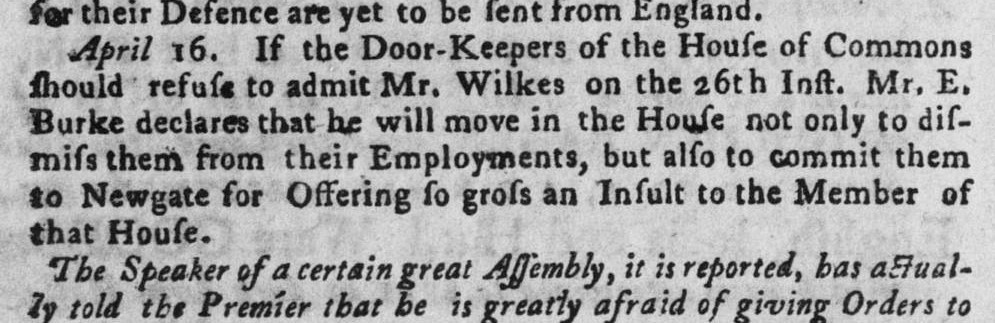 for their Defence are yet to be ſent from England.
April 16. If the Door-Keepers of the Houſe of Commons
ſhould refuſe to admit Mr. Wilkes on the 26th Inſt. Mr. E.
Burke declares that he will move in the Houſe not only to diſ-
miſs them from their Employments, but alſo to commit them
to Newgate for Offering ſo groſs an Inſult to the Member of
that Houſe.
The Speaker of a certain great Aſſembly, it is reported, has actual-
ly told the Premier that he is greatly afraid of giving Orders to